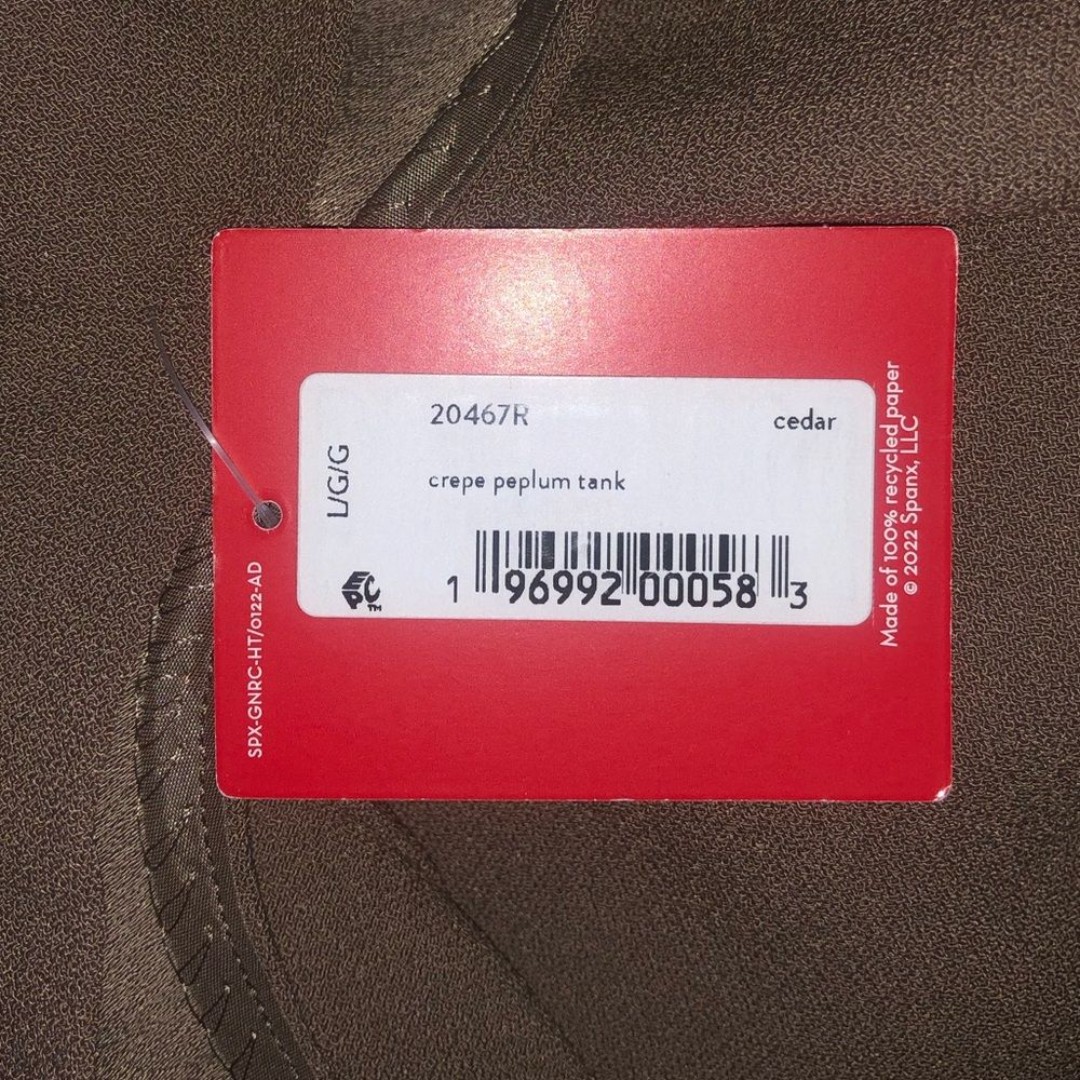 20467R
cedar
L/G/G
crepe peplum tank
EPC™
1 96992 00058 3
SPX-GNRC-HT/0122-AD
Made of 100% recycled paper
© 2022 Spanx, LLC